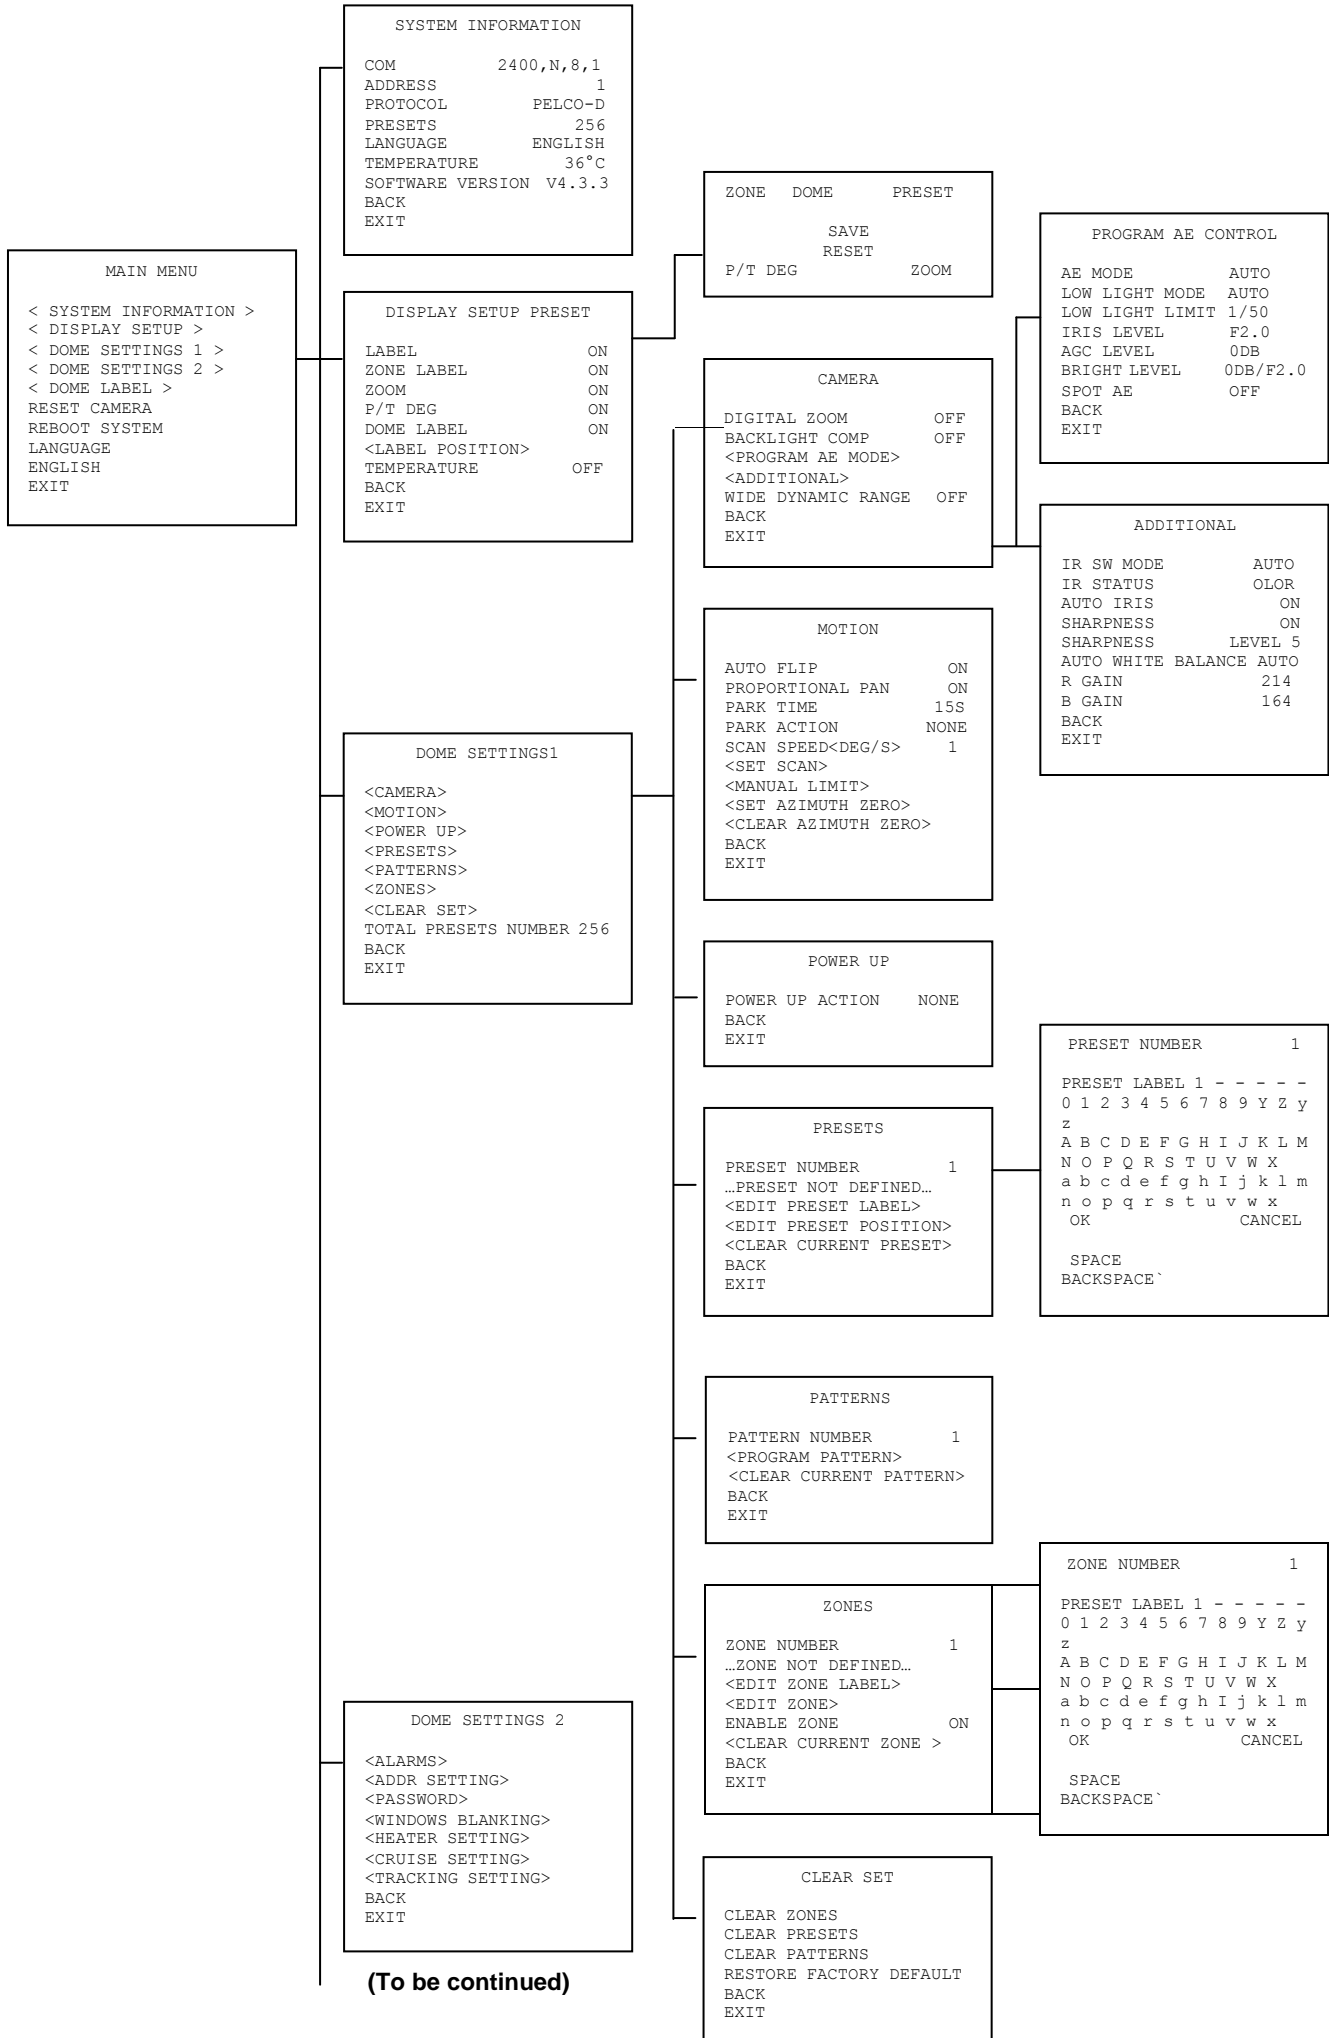 SYSTEM INFORMATION
COM 2400,N,8,1
ADDRESS 1
PROTOCOL PELCO-D
PRESETS 256
LANGUAGE ENGLISH
TEMPERATURE 36°C
SOFTWARE VERSION V4.3.3
BACK
EXIT
MAIN MENU
< SYSTEM INFORMATION >
< DISPLAY SETUP >
< DOME SETTINGS 1 >
< DOME SETTINGS 2 >
< DOME LABEL >
RESET CAMERA
REBOOT SYSTEM
LANGUAGE
ENGLISH
EXIT
DISPLAY SETUP PRESET
LABEL ON
ZONE LABEL ON
ZOOM ON
P/T DEG ON
DOME LABEL ON
<LABEL POSITION>
TEMPERATURE OFF
BACK
EXIT
ZONE DOME PRESET
SAVE
RESET
P/T DEG ZOOM
PROGRAM AE CONTROL
AE MODE AUTO
LOW LIGHT MODE AUTO
LOW LIGHT LIMIT 1/50
IRIS LEVEL F2.0
AGC LEVEL 0DB
BRIGHT LEVEL 0DB/F2.0
SPOT AE OFF
BACK
EXIT
CAMERA
DIGITAL ZOOM OFF
BACKLIGHT COMP OFF
<PROGRAM AE MODE>
<ADDITIONAL>
WIDE DYNAMIC RANGE OFF
BACK
EXIT
ADDITIONAL
IR SW MODE AUTO
IR STATUS OLOR
AUTO IRIS ON
SHARPNESS ON
SHARPNESS LEVEL 5
AUTO WHITE BALANCE AUTO
R GAIN 214
B GAIN 164
BACK
EXIT
MOTION
AUTO FLIP ON
PROPORTIONAL PAN ON
PARK TIME 15S
PARK ACTION NONE
SCAN SPEED<DEG/S> 1
<SET SCAN>
<MANUAL LIMIT>
<SET AZIMUTH ZERO>
<CLEAR AZIMUTH ZERO>
BACK
EXIT
DOME SETTINGS1
<CAMERA>
<MOTION>
<POWER UP>
<PRESETS>
<PATTERNS>
<ZONES>
<CLEAR SET>
TOTAL PRESETS NUMBER 256
BACK
EXIT
POWER UP
POWER UP ACTION NONE
BACK
EXIT
PRESETS
PRESET NUMBER 1
…PRESET NOT DEFINED…
<EDIT PRESET LABEL>
<EDIT PRESET POSITION>
<CLEAR CURRENT PRESET>
BACK
EXIT
PRESET NUMBER 1
PRESET LABEL 1 - - - - -
0 1 2 3 4 5 6 7 8 9 Y Z y
z
A B C D E F G H I J K L M
N O P Q R S T U V W X
a b c d e f g h I j k l m
n o p q r s t u v w x
OK CANCEL
SPACE
BACKSPACE`
PATTERNS
PATTERN NUMBER 1
<PROGRAM PATTERN>
<CLEAR CURRENT PATTERN>
BACK
EXIT
ZONES
ZONE NUMBER 1
…ZONE NOT DEFINED…
<EDIT ZONE LABEL>
<EDIT ZONE>
ENABLE ZONE ON
<CLEAR CURRENT ZONE >
BACK
EXIT
ZONE NUMBER 1
PRESET LABEL 1 - - - - -
0 1 2 3 4 5 6 7 8 9 Y Z y
z
A B C D E F G H I J K L M
N O P Q R S T U V W X
a b c d e f g h I j k l m
n o p q r s t u v w x
OK CANCEL
SPACE
BACKSPACE`
DOME SETTINGS 2
<ALARMS>
<ADDR SETTING>
<PASSWORD>
<WINDOWS BLANKING>
<HEATER SETTING>
<CRUISE SETTING>
<TRACKING SETTING>
BACK
EXIT
(To be continued)
CLEAR SET
CLEAR ZONES
CLEAR PRESETS
CLEAR PATTERNS
RESTORE FACTORY DEFAULT
BACK
EXIT